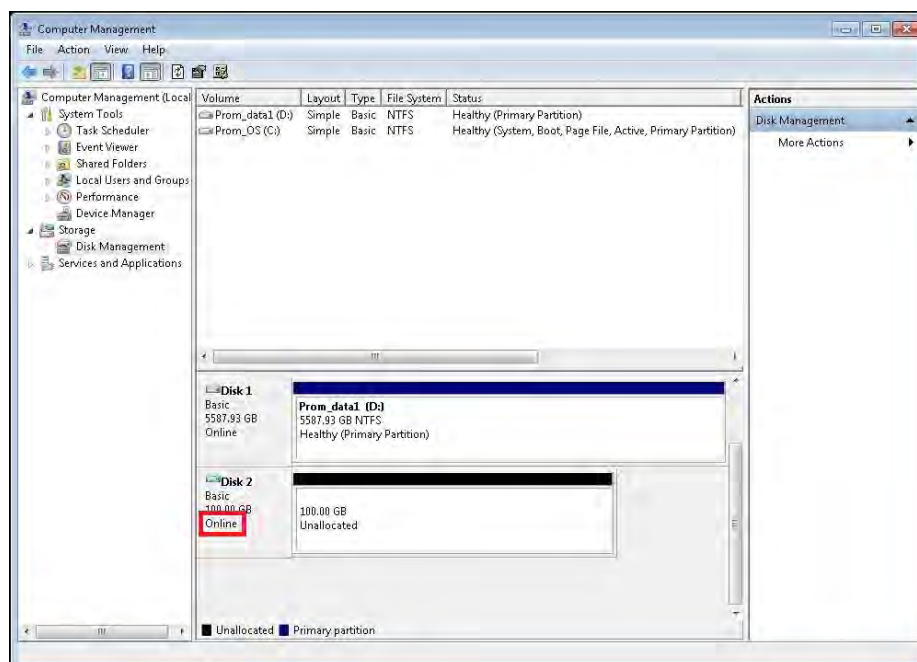 Computer Management
File Action View Help
Computer Management (Local
System Tools
Task Scheduler
Event Viewer
Shared Folders
Local Users and Groups
Performance
Device Manager
Storage
Disk Management
Services and Applications
Volume Layout Type File System Status
Prom_data1 (D:) Simple Basic NTFS Healthy (Primary Partition)
Prom_OS (C:) Simple Basic NTFS Healthy (System, Boot, Page File, Active, Primary Partition)
Disk 1
Basic
5587.93 GB
Online
Prom_data1 (D:)
5587.93 GB NTFS
Healthy (Primary Partition)
Disk 2
Basic
100.00 GB
Online
100.00 GB
Unallocated
Unallocated Primary partition
Actions
Disk Management
More Actions